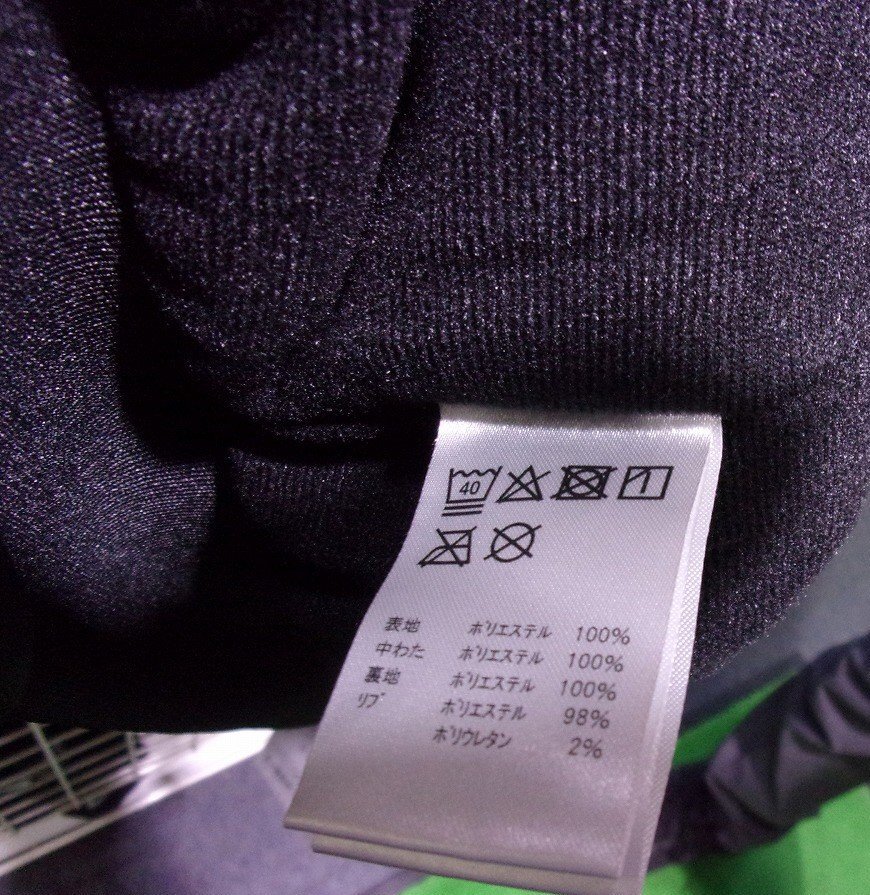 40
表地 ポリエステル 100%
中わた ポリエステル 100%
裏地 ポリエステル 100%
リブ ポリエステル 98%
ポリウレタン 2%